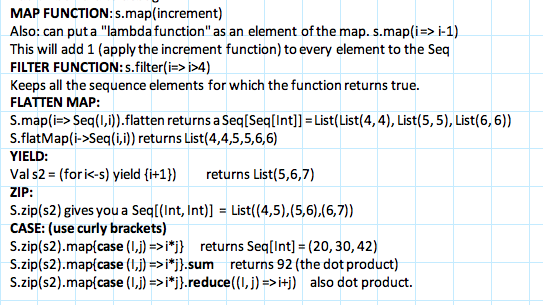 MAP FUNCTION: s.map(increment)
Also: can put a "lambda function" as an element of the map. s.map(i => i-1)
This will add 1 (apply the increment function) to every element to the Seq
FILTER FUNCTION: s.filter(i=> i>4)
Keeps all the sequence elements for which the function returns true.
FLATTEN MAP:
S.map(i=> Seq(I,i)).flatten returns a Seq[Seq[Int]] = List(List(4, 4), List(5, 5), List(6, 6))
S.flatMap(i->Seq(i,i)) returns List(4,4,5,5,6,6)
YIELD:
Val s2 = (for i<-s) yield {i+1}) returns List(5,6,7)
ZIP:
S.zip(s2) gives you a Seq[(Int, Int)] = List((4,5),(5,6),(6,7))
CASE: (use curly brackets)
S.zip(s2).map{case (I,j) =>i*j} returns Seq[Int] = (20, 30, 42)
S.zip(s2).map{case (I,j) =>i*j}.sum returns 92 (the dot product)
S.zip(s2).map{case (I,j) =>i*j}.reduce((I, j) =>i+j) also dot product.